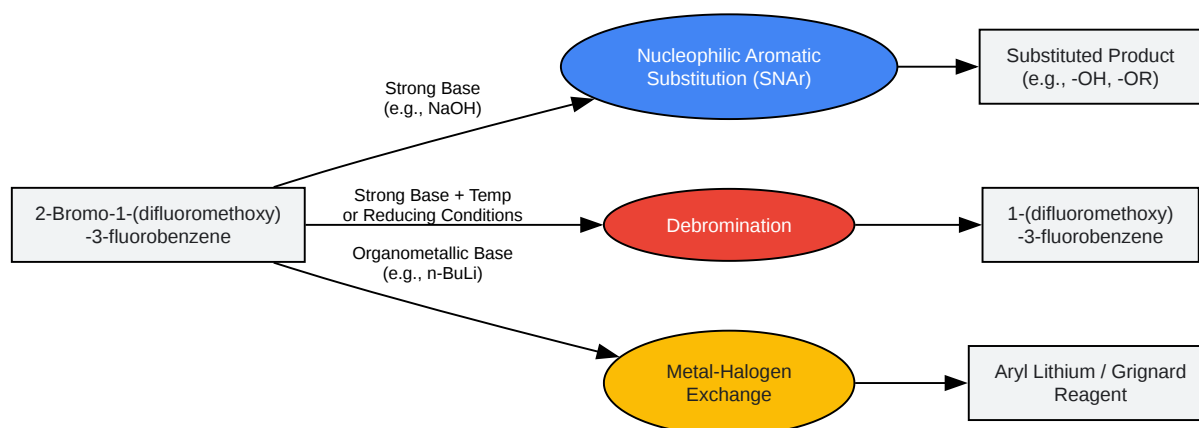 Nucleophilic Aromatic
Substitution (SNAr)
Substituted Product
(e.g., -OH, -OR)
Strong Base
(e.g., NaOH)
2-Bromo-1-(difluoromethoxy)
-3-fluorobenzene
Strong Base + Temp
or Reducing Conditions
Debromination
1-(difluoromethoxy)
-3-fluorobenzene
Organometallic Base
(e.g., n-BuLi)
Metal-Halogen
Exchange
Aryl Lithium / Grignard
Reagent